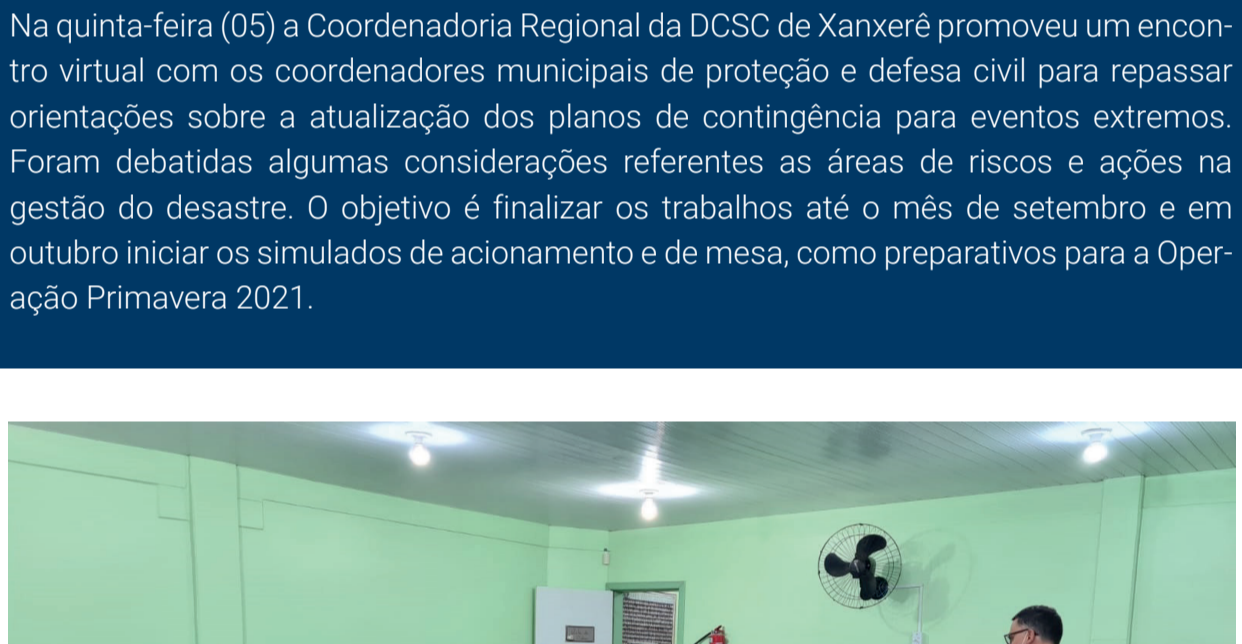 Na quinta-feira (05) a Coordenadoria Regional da DCSC de Xanxerê promoveu um encon-
tro virtual com os coordenadores municipais de proteção e defesa civil para repassar
orientações sobre a atualização dos planos de contingência para eventos extremos.
Foram debatidas algumas considerações referentes as áreas de riscos e ações na
gestão do desastre. O objetivo é finalizar os trabalhos até o mês de setembro e em
outubro iniciar os simulados de acionamento e de mesa, como preparativos para a Oper-
ação Primavera 2021.